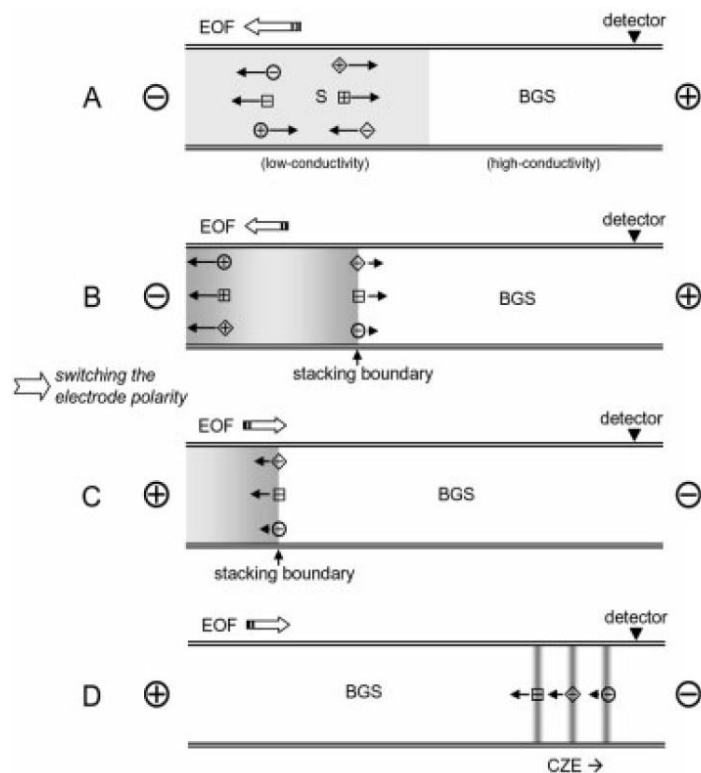 EOF
detector
A
S
BGS
(low-conductivity)
(high-conductivity)
EOF
detector
B
BGS
stacking boundary
switching the
electrode polarity
EOF
detector
C
BGS
stacking boundary
EOF
detector
D
BGS
CZE →